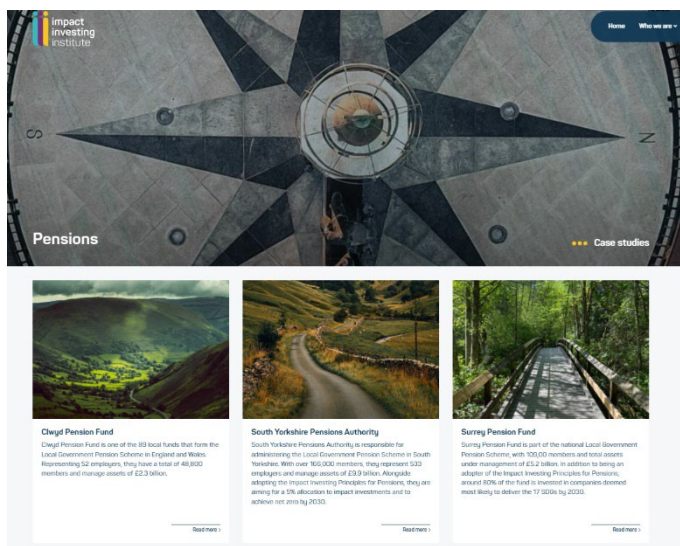 impact
investing
institute
Home Who we are
S
N
Pensions
Case studies
Clwyd Pension Fund
Clwyd Pension Fund is one of the 89 local funds that form the
Local Government Pension Scheme in England and Wales.
Representing 52 employers, they have a total of 48,800
members and manage assets of £2.3 billion.
Read more >
South Yorkshire Pensions Authority
South Yorkshire Pensions Authority is responsible for
administering the Local Government Pension Scheme in South
Yorkshire. With over 166,000 members, they represent 533
employers and manage assets of £9.9 billion. Alongside
adopting the Impact Investing Principles for Pensions, they are
aiming for a 5% allocation to impact investments and to
achieve net zero by 2030.
Read more >
Surrey Pension Fund
Surrey Pension Fund is part of the national Local Government
Pension Scheme, with 109,00 members and total assets
under management of £5.2 billion. In addition to being an
adopter of the Impact Investing Principles for Pensions,
around 80% of the fund is invested in companies deemed
most likely to deliver the 17 SDGs by 2030.
Read more >